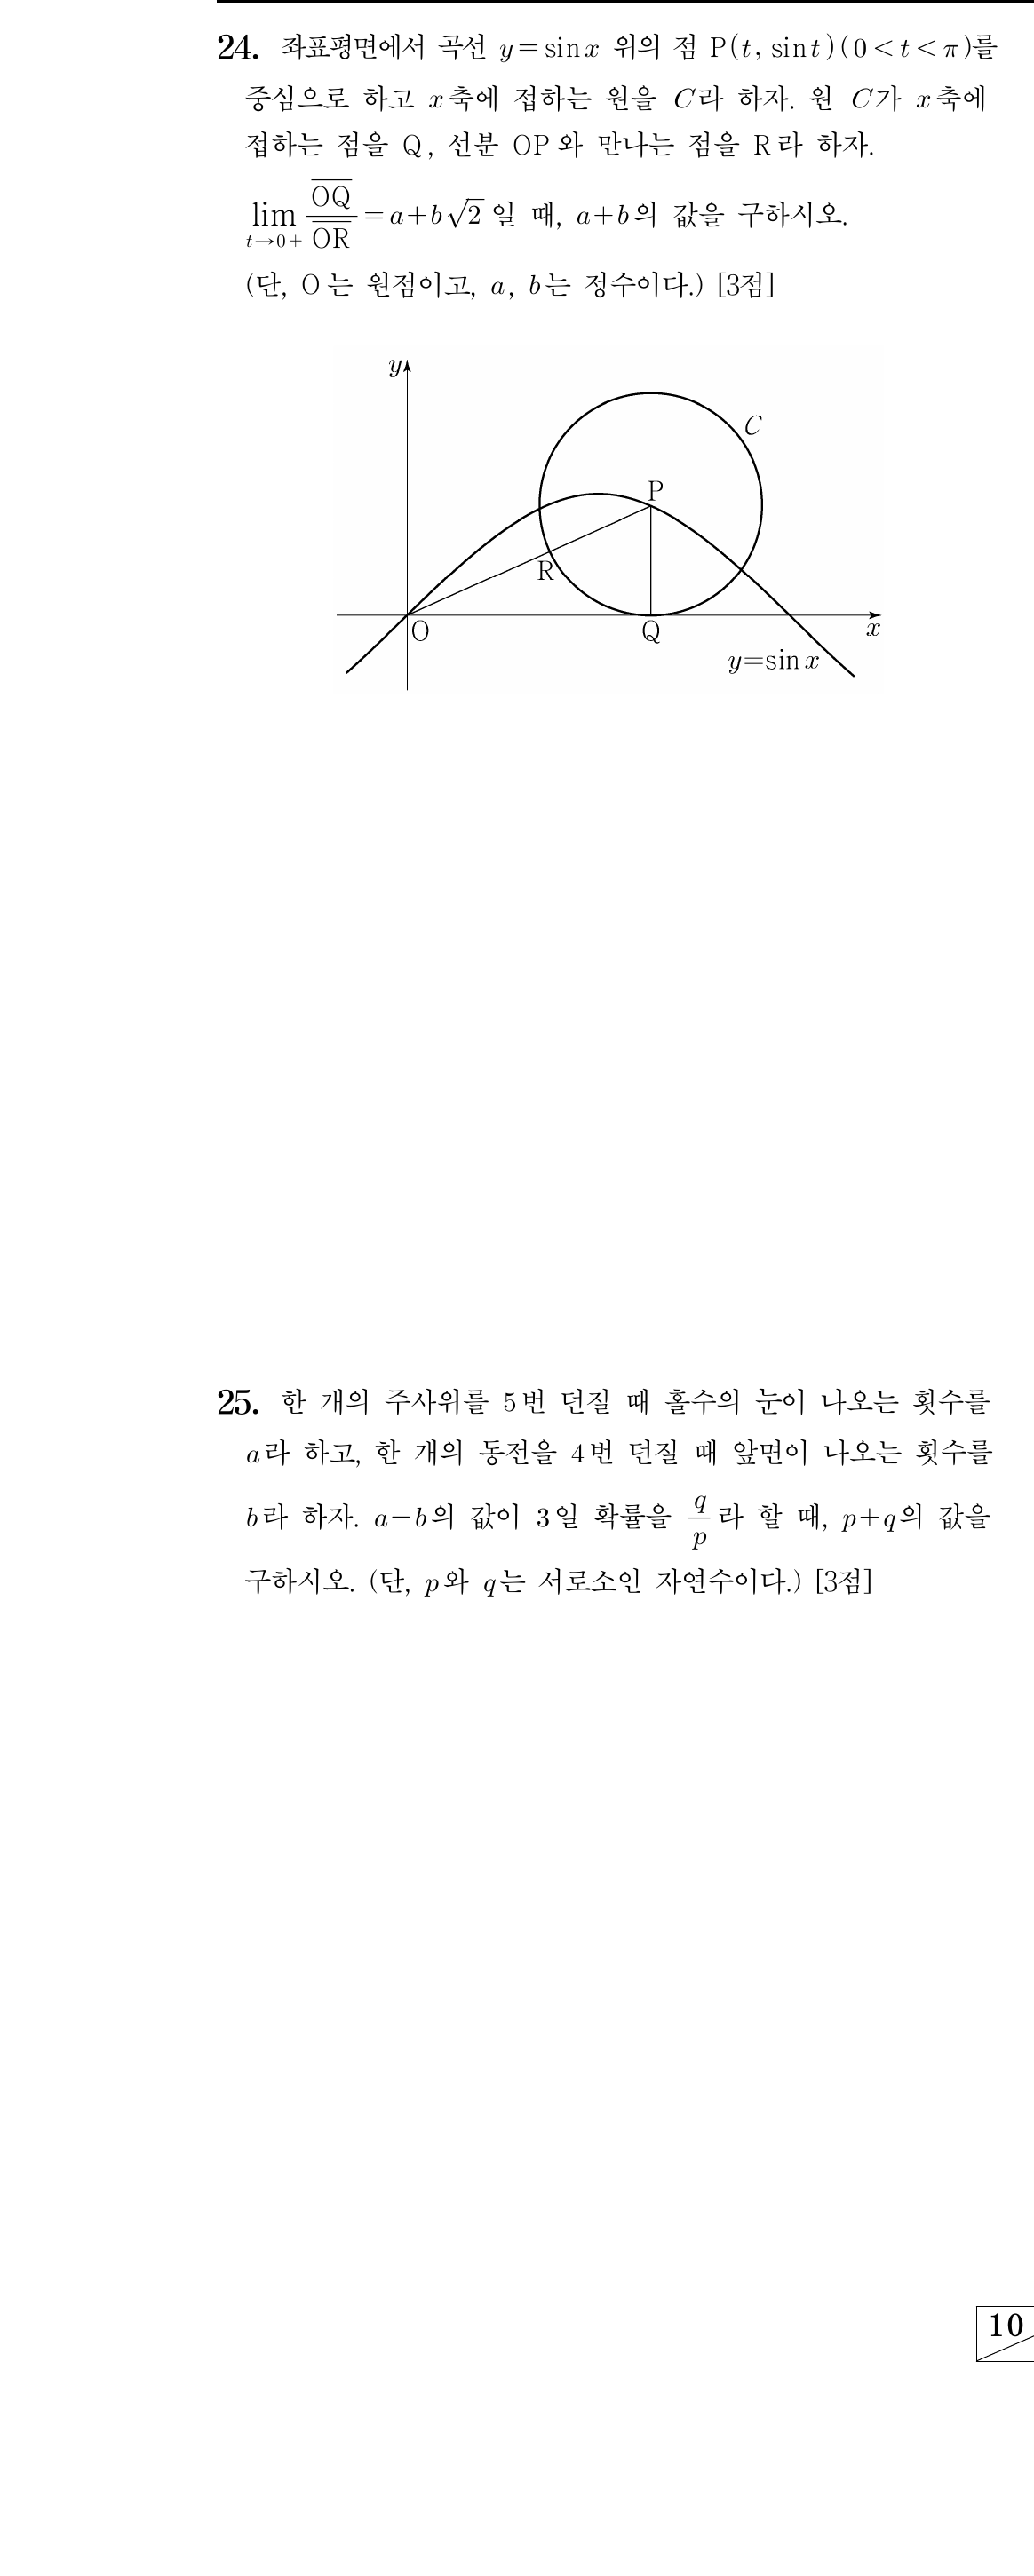 24. 좌표평면에서 곡선 y=sin x 위의 점 P(t, sin t)(0<t<π)를
중심으로 하고 x축에 접하는 원을 C라 하자. 원 C가 x축에
접하는 점을 Q, 선분 OP와 만나는 점을 R라 하자.
lim_{t→0+} \frac{\overline{OQ}}{\overline{OR}} = a+b√2 일 때, a+b의 값을 구하시오.
(단, O는 원점이고, a, b는 정수이다.) [3점]
y
C
P
R
O
Q
x
y=sin x
25. 한 개의 주사위를 5번 던질 때 홀수의 눈이 나오는 횟수를
a라 하고, 한 개의 동전을 4번 던질 때 앞면이 나오는 횟수를
b라 하자. a−b의 값이 3일 확률을 \frac{q}{p}라 할 때, p+q의 값을
구하시오. (단, p와 q는 서로소인 자연수이다.) [3점]
10